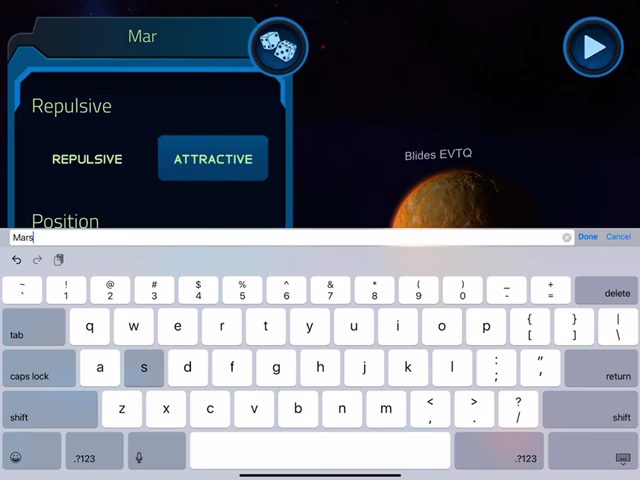 Mar
Repulsive
REPULSIVE ATTRACTIVE
Blides EVTQ
Position
Mars Done Cancel
~ ! @ # $ % ^ & * ( ) _ +
` 1 2 3 4 5 6 7 8 9 0 - = delete
tab q w e r t y u i o p { [ } ] | \
caps lock a s d f g h j k l : ; " ' return
shift z x c v b n m < , > . ? / shift
.?123 .?123